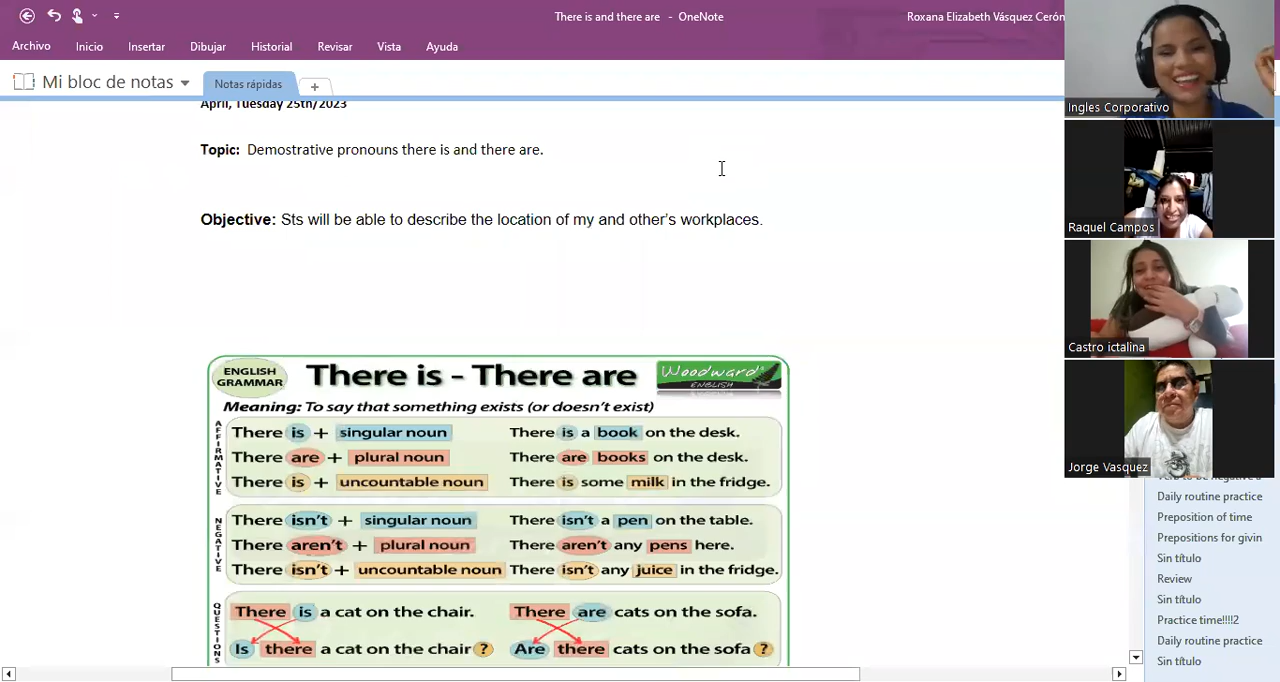 There is and there are - OneNote
Roxana Elizabeth Vásquez Cerón
Archivo Inicio Insertar Dibujar Historial Revisar Vista Ayuda
Mi bloc de notas Notas rápidas +
April, Tuesday 25th/2023
Topic: Demostrative pronouns there is and there are.
Objective: Sts will be able to describe the location of my and other's workplaces.
ENGLISH GRAMMAR
There is - There are
Woodward ENGLISH
Meaning: To say that something exists (or doesn't exist)
AFFIRMATIVE
There is + singular noun There is a book on the desk.
There are + plural noun There are books on the desk.
There is + uncountable noun There is some milk in the fridge.
NEGATIVE
There isn't + singular noun There isn't a pen on the table.
There aren't + plural noun There aren't any pens here.
There isn't + uncountable noun There isn't any juice in the fridge.
QUESTIONS
There is a cat on the chair. There are cats on the sofa.
Is there a cat on the chair? Are there cats on the sofa?
Ingles Corporativo
Raquel Campos
Castro ictalina
Jorge Vasquez
Daily routine practice
Preposition of time
Prepositions for givin
Sin título
Review
Sin título
Practice time!!!!2
Daily routine practice
Sin título